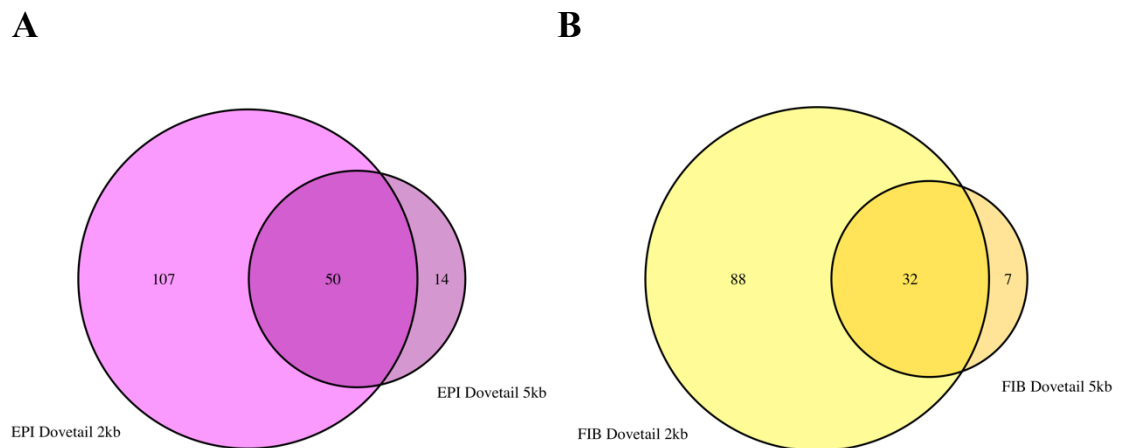 A
B
107
50
14
88
32
7
EPI Dovetail 5kb
FIB Dovetail 5kb
EPI Dovetail 2kb
FIB Dovetail 2kb